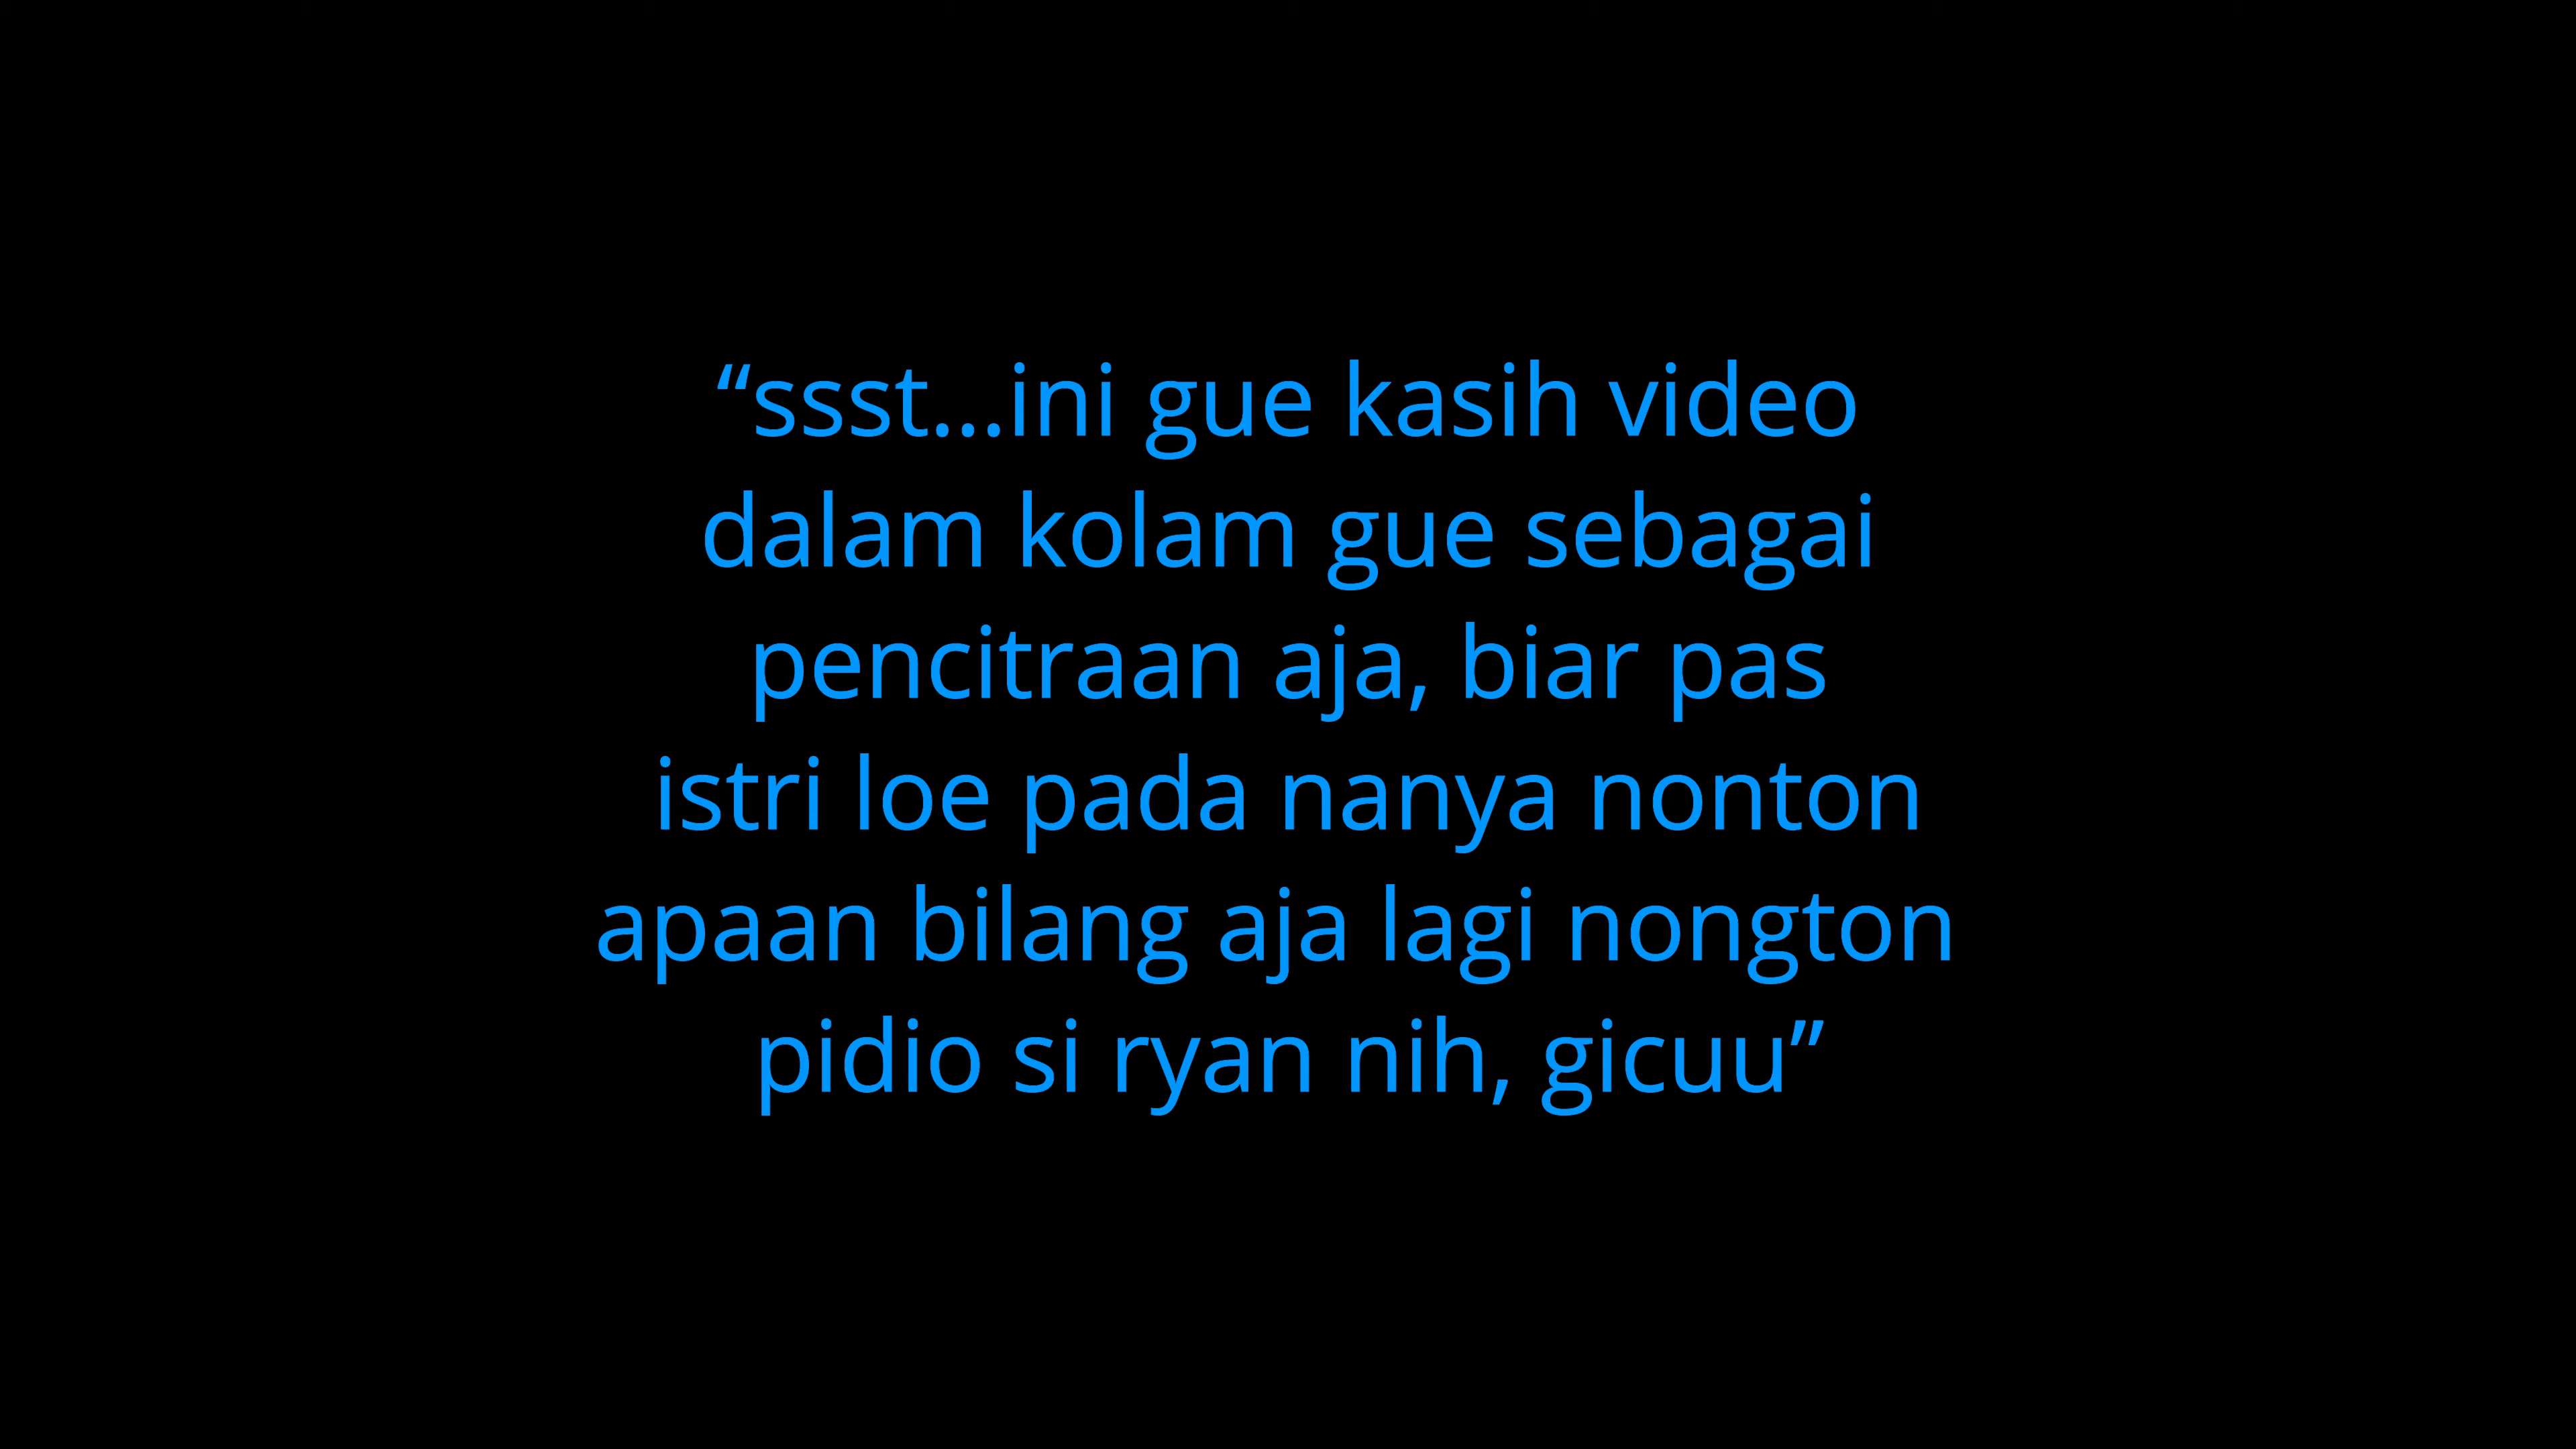 “ssst...ini gue kasih video
dalam kolam gue sebagai
pencitraan aja, biar pas
istri loe pada nanya nonton
apaan bilang aja lagi nongton
pidio si ryan nih, gicuu”